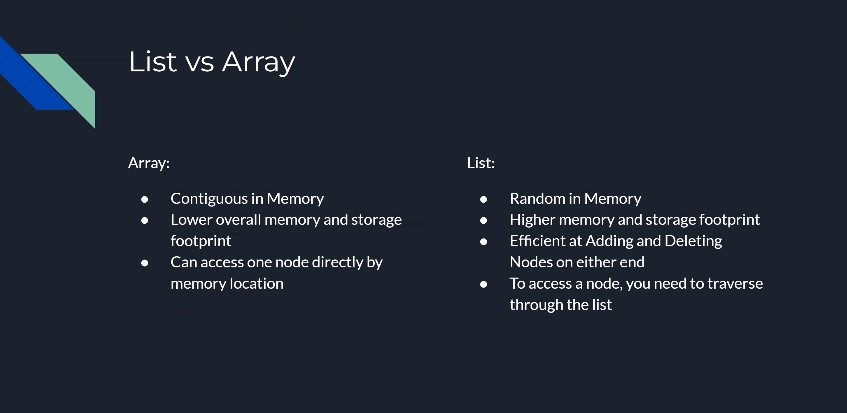 List vs Array
Array:
● Contiguous in Memory
● Lower overall memory and storage
footprint
● Can access one node directly by
memory location
List:
● Random in Memory
● Higher memory and storage footprint
● Efficient at Adding and Deleting
Nodes on either end
● To access a node, you need to traverse
through the list